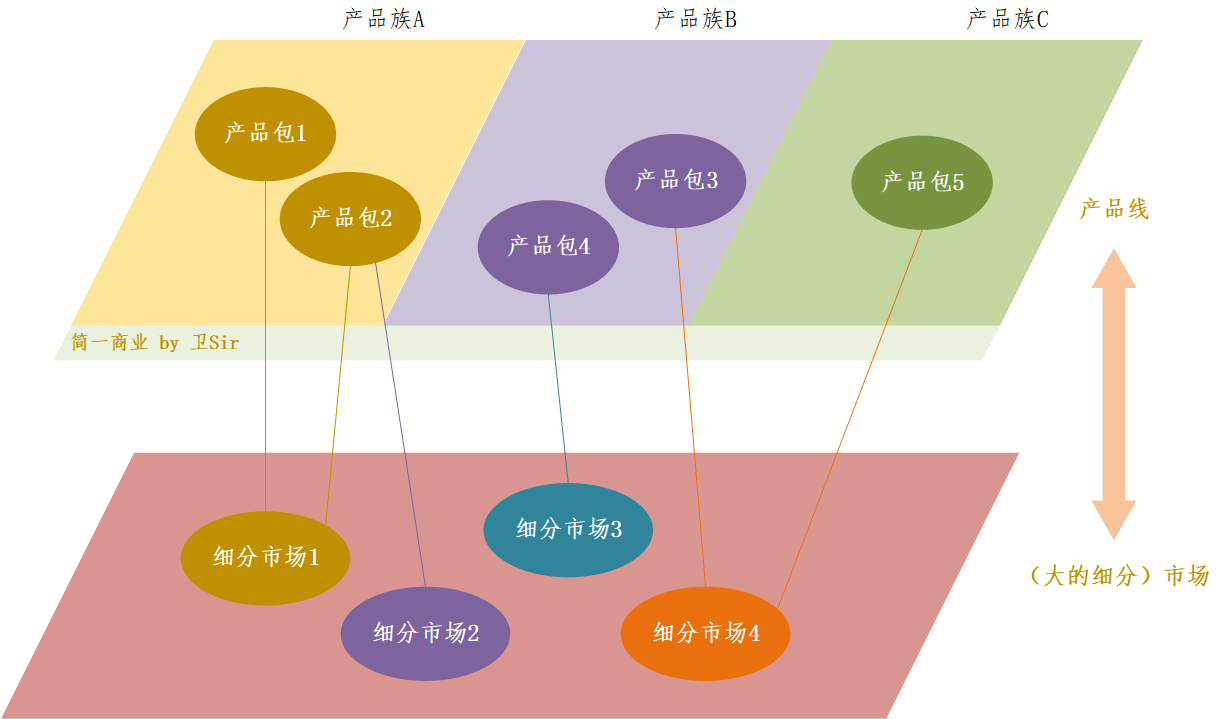 产品族A
产品族B
产品族C
产品包1
产品包2
产品包3
产品包4
产品包5
产品线
简一商业 by 卫Sir
细分市场1
细分市场2
细分市场3
细分市场4
（大的细分）市场